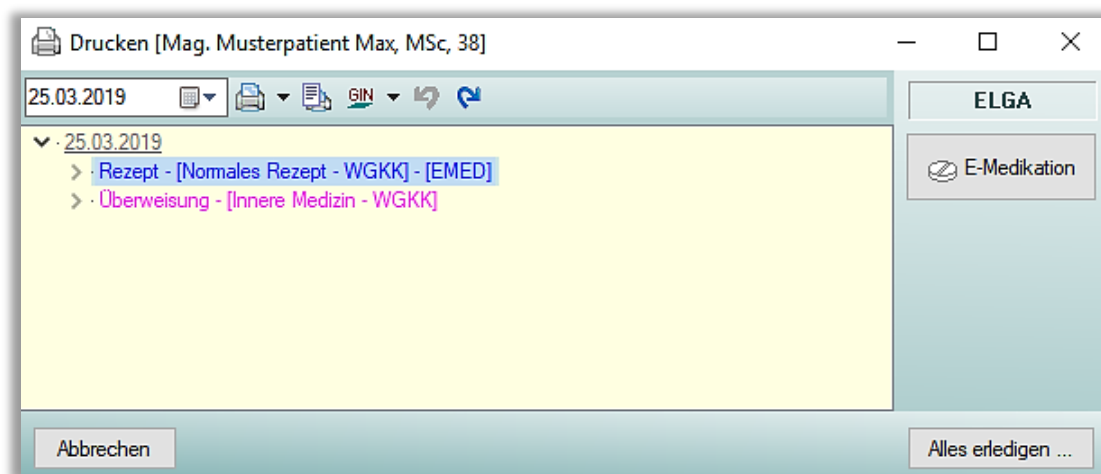 Drucken [Mag. Musterpatient Max, MSc, 38]
25.03.2019 GIN
ELGA
25.03.2019
Rezept - [Normales Rezept - WGKK] - [EMED]
Überweisung - [Innere Medizin - WGKK]
E-Medikation
Abbrechen
Alles erledigen ...